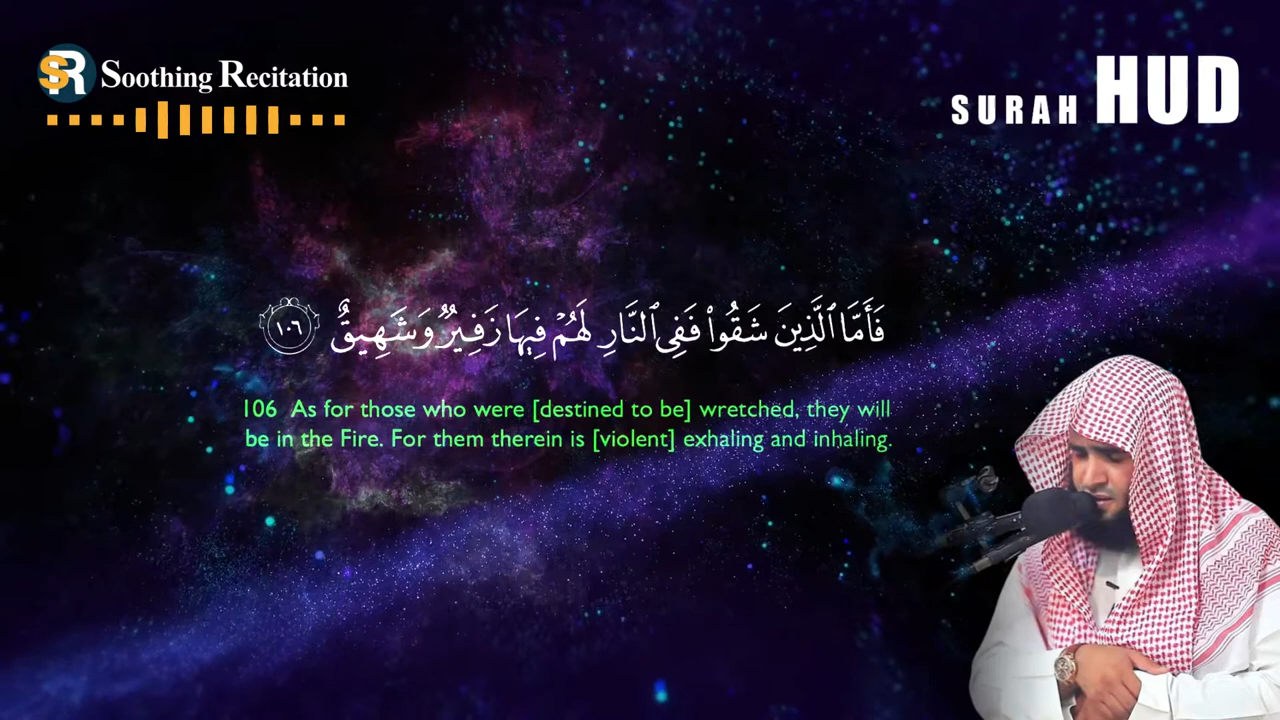 SR Soothing Recitation
SURAH HUD
فَأَمَّا ٱلَّذِينَ شَقُوا۟ فَفِى ٱلنَّارِ لَهُمْ فِيهَا زَفِيرٌ وَشَهِيقٌ ١٠٦
106 As for those who were [destined to be] wretched, they will
be in the Fire. For them therein is [violent] exhaling and inhaling.